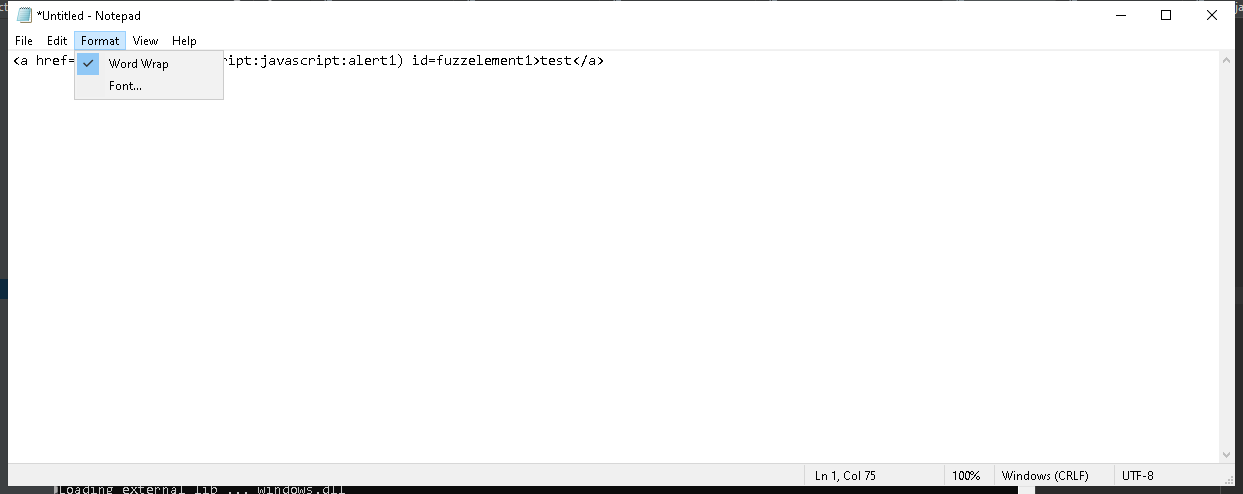 *Untitled - Notepad
File Edit Format View Help
<a href= ript:javascript:alert1) id=fuzzelement1>test</a>
Word Wrap
Font...
Ln 1, Col 75 100% Windows (CRLF) UTF-8
Loading external lib ... windows.dll